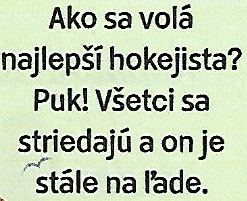 Ako sa volá
najlepší hokejista?
Puk! Všetci sa
striedajú a on je
stále na ľade.